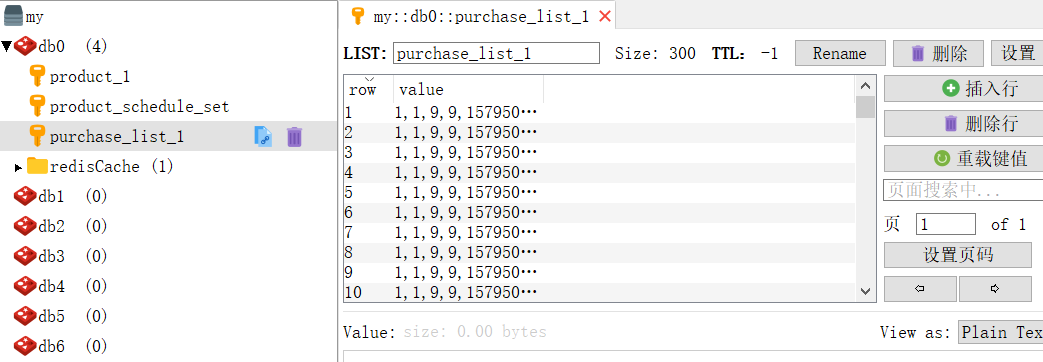 my
db0 (4)
product_1
product_schedule_set
purchase_list_1
redisCache (1)
db1 (0)
db2 (0)
db3 (0)
db4 (0)
db5 (0)
db6 (0)
my::db0::purchase_list_1
LIST: purchase_list_1 Size: 300 TTL: -1 Rename 删除 设置
row value
1 1,1,9,9,157950…
2 1,1,9,9,157950…
3 1,1,9,9,157950…
4 1,1,9,9,157950…
5 1,1,9,9,157950…
6 1,1,9,9,157950…
7 1,1,9,9,157950…
8 1,1,9,9,157950…
9 1,1,9,9,157950…
10 1,1,9,9,157950…
插入行
删除行
重载键值
页面搜索中...
页 1 of 1
设置页码
Value: size: 0.00 bytes View as: Plain Tex